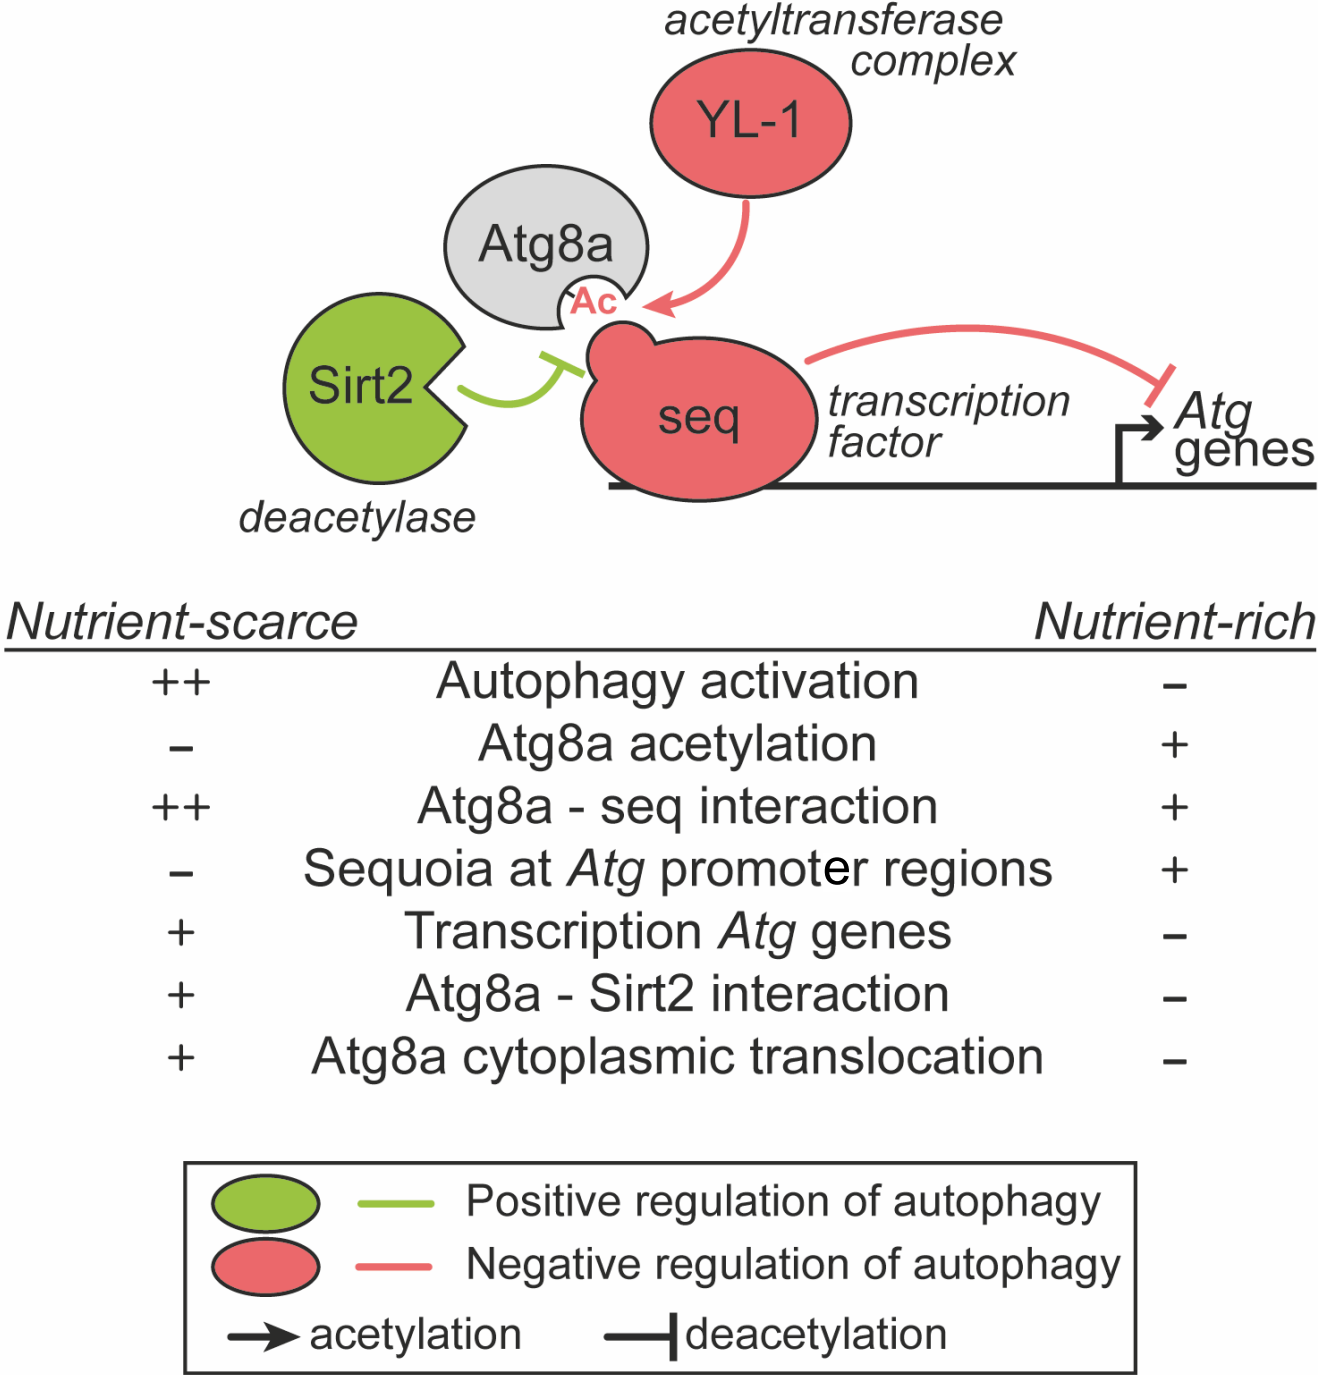 acetyltransferase
complex
YL-1
Atg8a
Ac
Sirt2
seq
transcription
factor
Atg
genes
deacetylase
Nutrient-scarce Nutrient-rich
++ Autophagy activation –
– Atg8a acetylation +
++ Atg8a - seq interaction +
– Sequoia at Atg promoter regions +
+ Transcription Atg genes –
+ Atg8a - Sirt2 interaction –
+ Atg8a cytoplasmic translocation –
Positive regulation of autophagy
Negative regulation of autophagy
acetylation deacetylation